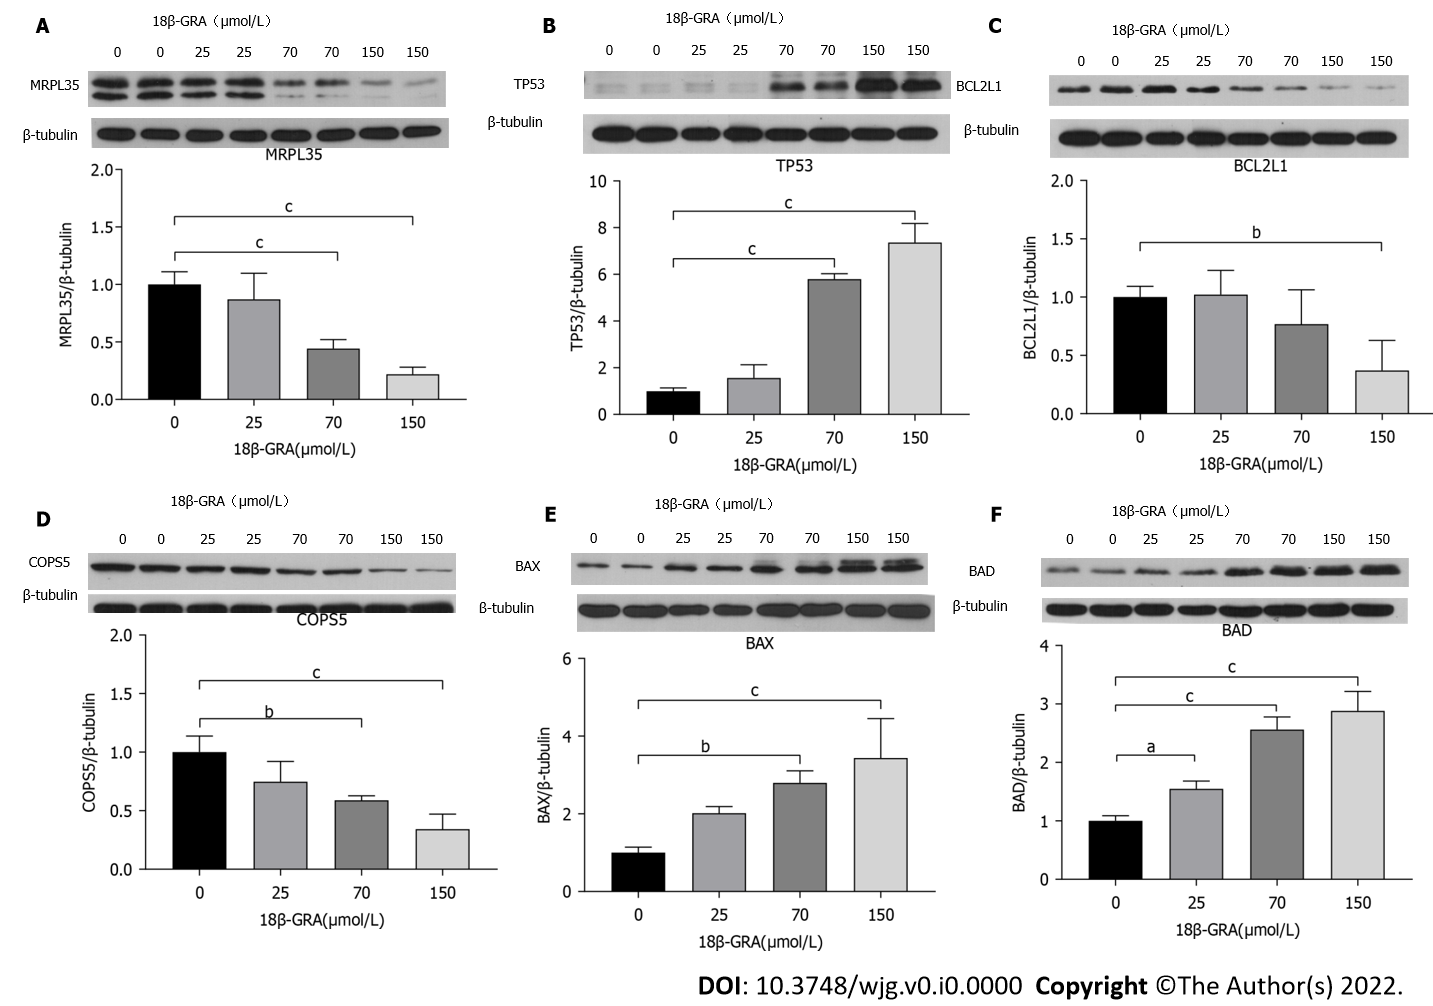 A
18β-GRA（μmol/L）
0 0 25 25 70 70 150 150
MRPL35
β-tubulin
MRPL35
2.0
1.5
1.0
0.5
0.0
MRPL35/β-tubulin
c
c
0 25 70 150
18β-GRA(μmol/L)
B
18β-GRA（μmol/L）
0 0 25 25 70 70 150 150
TP53
β-tubulin
TP53
10
8
6
4
2
0
TP53/β-tubulin
c
c
0 25 70 150
18β-GRA(μmol/L)
C
18β-GRA（μmol/L）
0 0 25 25 70 70 150 150
BCL2L1
β-tubulin
BCL2L1
2.0
1.5
1.0
0.5
0.0
BCL2L1/β-tubulin
b
0 25 70 150
18β-GRA(μmol/L)
D
18β-GRA（μmol/L）
0 0 25 25 70 70 150 150
COPS5
β-tubulin
COPS5
2.0
1.5
1.0
0.5
0.0
COPS5/β-tubulin
c
b
0 25 70 150
18β-GRA(μmol/L)
E
18β-GRA（μmol/L）
0 0 25 25 70 70 150 150
BAX
β-tubulin
BAX
6
4
2
0
BAX/β-tubulin
c
b
0 25 70 150
18β-GRA(μmol/L)
F
18β-GRA（μmol/L）
0 0 25 25 70 70 150 150
BAD
β-tubulin
BAD
4
3
2
1
0
BAD/β-tubulin
c
c
a
0 25 70 150
18β-GRA(μmol/L)
DOI: 10.3748/wjg.v0.i0.0000 Copyright ©The Author(s) 2022.